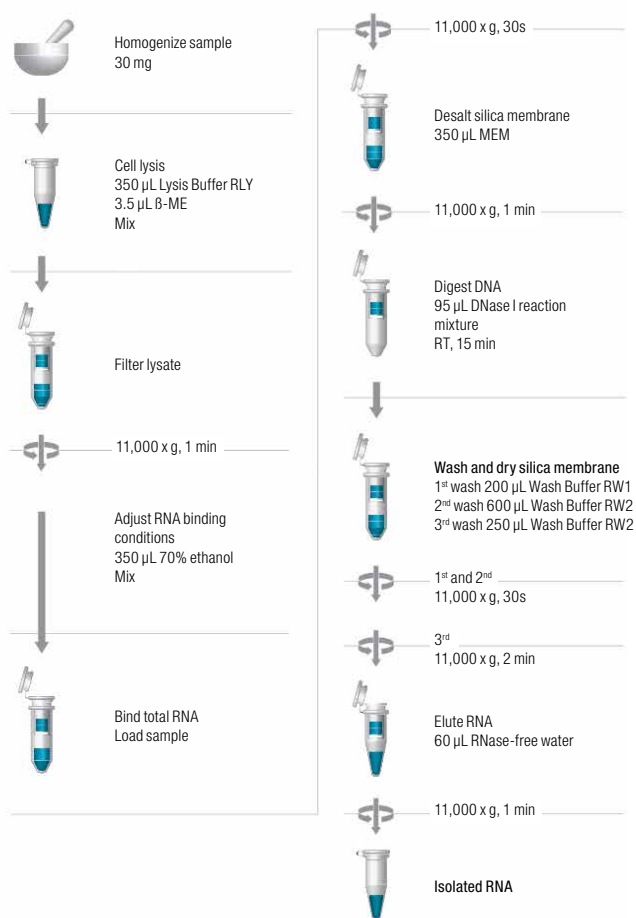 Homogenize sample
30 mg
Cell lysis
350 µL Lysis Buffer RLY
3.5 µL ß-ME
Mix
Filter lysate
11,000 x g, 1 min
Adjust RNA binding
conditions
350 µL 70% ethanol
Mix
Bind total RNA
Load sample
11,000 x g, 30s
Desalt silica membrane
350 µL MEM
11,000 x g, 1 min
Digest DNA
95 µL DNase I reaction
mixture
RT, 15 min
Wash and dry silica membrane
1st wash 200 µL Wash Buffer RW1
2nd wash 600 µL Wash Buffer RW2
3rd wash 250 µL Wash Buffer RW2
1st and 2nd
11,000 x g, 30s
3rd
11,000 x g, 2 min
Elute RNA
60 µL RNase-free water
11,000 x g, 1 min
Isolated RNA